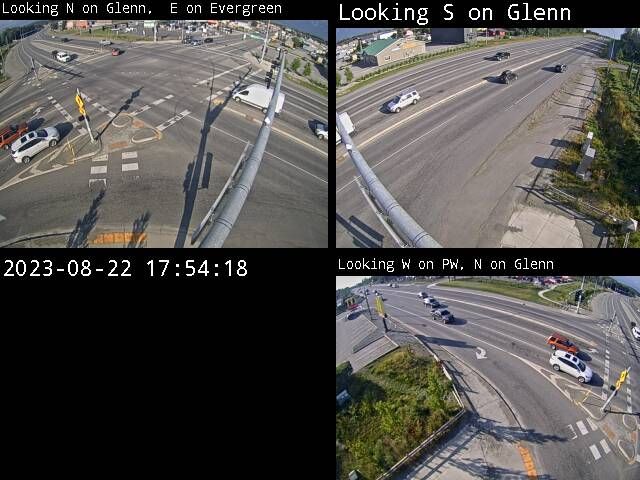 Looking N on Glenn,  E on Evergreen
Looking S on Glenn
2023-08-22 17:54:18
Looking W on PW, N on Glenn